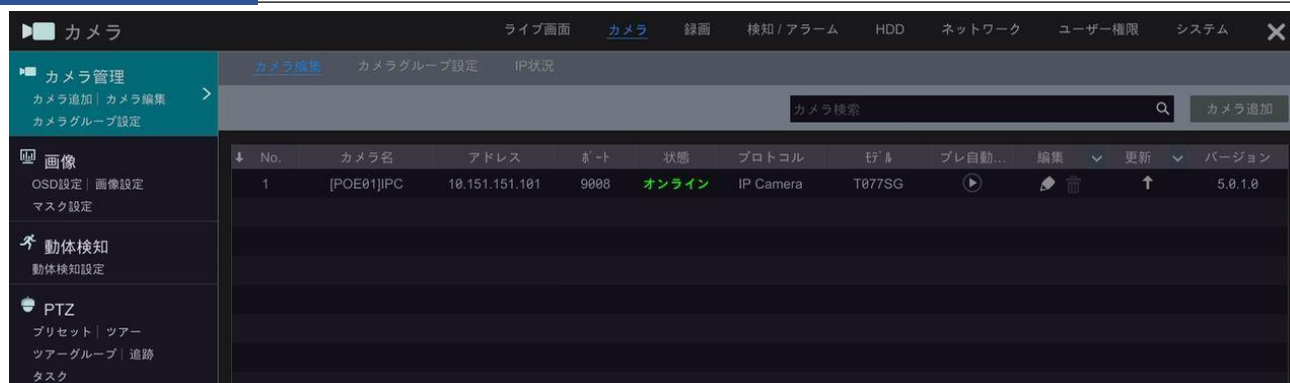 カメラ
ライブ画面 カメラ 録画 検知 / アラーム HDD ネットワーク ユーザー権限 システム
カメラ管理
カメラ追加 | カメラ編集
カメラグループ設定
画像
OSD設定 | 画像設定
マスク設定
動体検知
動体検知設定
PTZ
プリセット | ツアー
ツアーグループ | 追跡
タスク
カメラ編集 カメラグループ設定 IP状況
カメラ検索 カメラ追加
No. カメラ名 アドレス ポート 状態 プロトコル モデル プレ自動... 編集 更新 バージョン
1 [POE01]IPC 10.151.151.101 9008 オンライン IP Camera T077SG 5.0.1.0